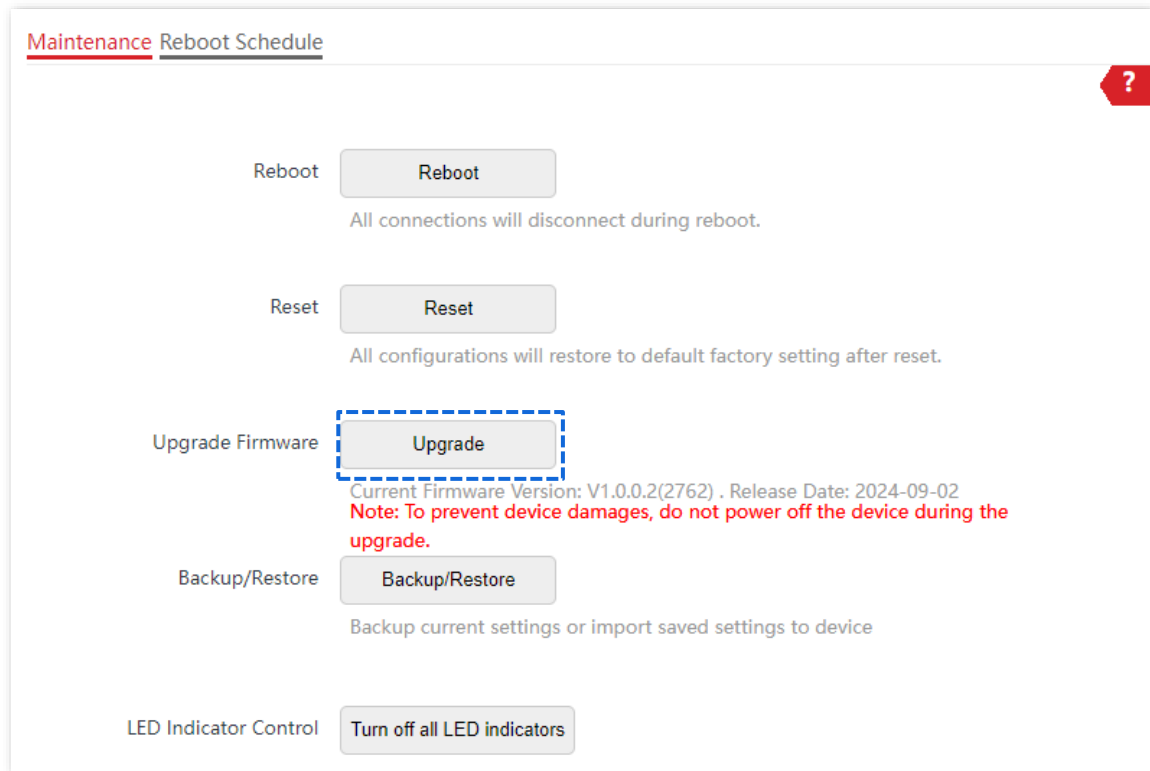 Maintenance Reboot Schedule
?
Reboot Reboot
All connections will disconnect during reboot.
Reset Reset
All configurations will restore to default factory setting after reset.
Upgrade Firmware Upgrade
Current Firmware Version: V1.0.0.2(2762) . Release Date: 2024-09-02
Note: To prevent device damages, do not power off the device during the
upgrade.
Backup/Restore Backup/Restore
Backup current settings or import saved settings to device
LED Indicator Control Turn off all LED indicators